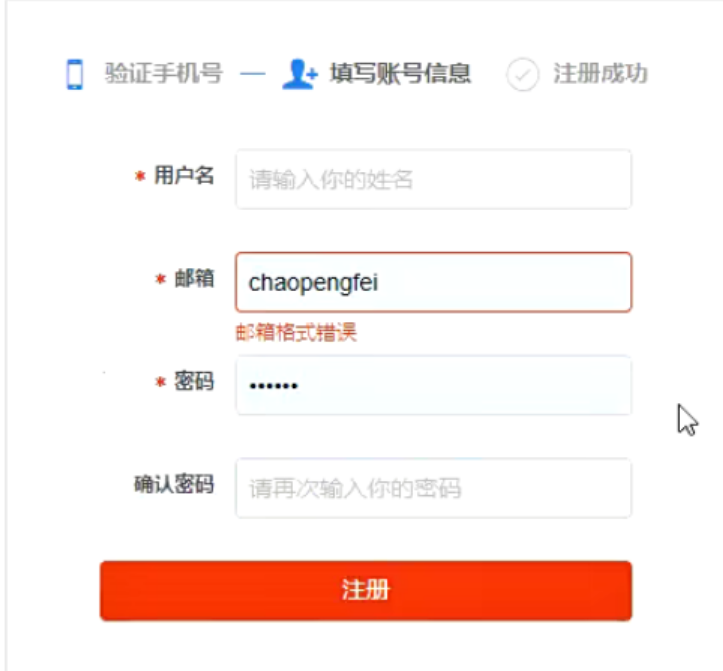 验证手机号 — 填写账号信息 注册成功
* 用户名 请输入你的姓名
* 邮箱 chaopengfei
邮箱格式错误
* 密码 ••••••
确认密码 请再次输入你的密码
注册